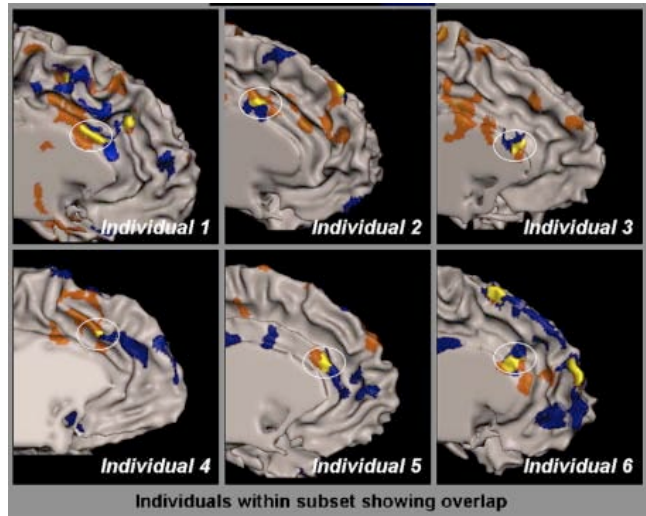 Individual 1
Individual 2
Individual 3
Individual 4
Individual 5
Individual 6
Individuals within subset showing overlap